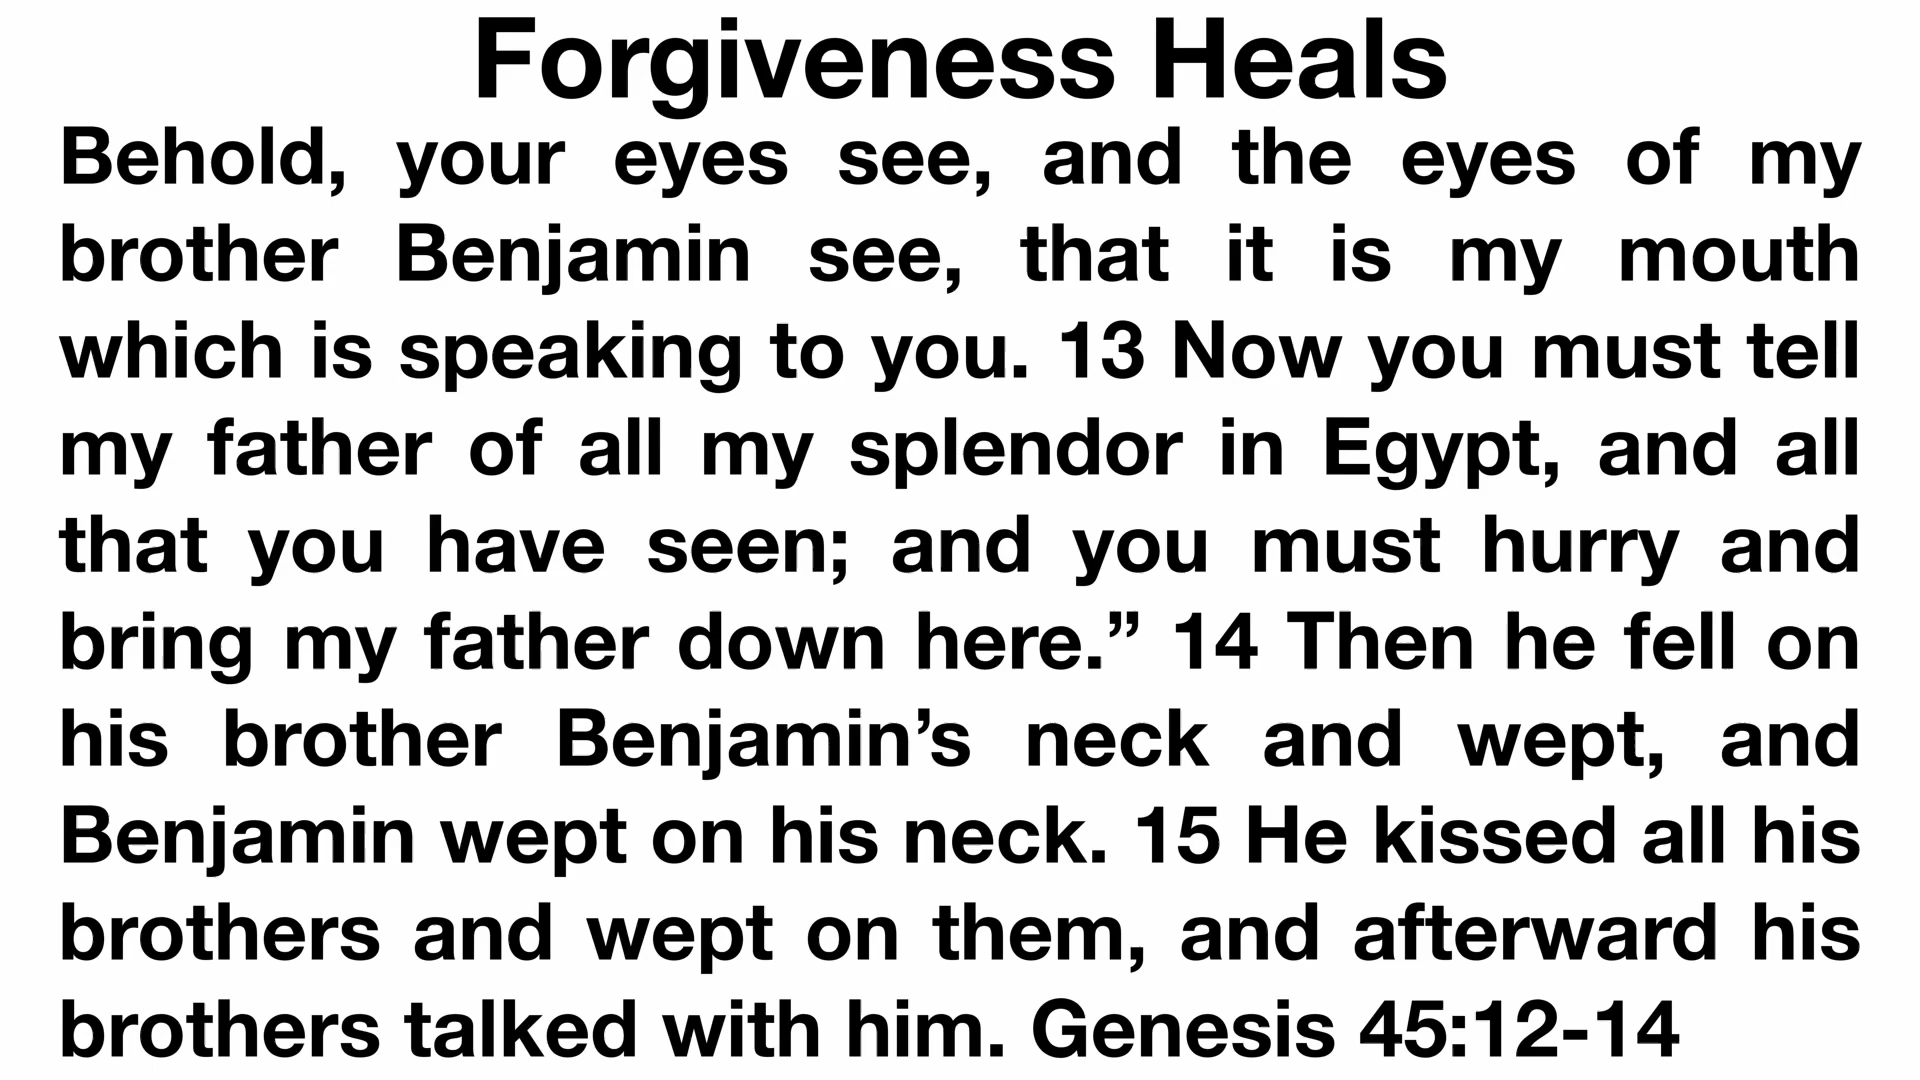 Forgiveness Heals
Behold, your eyes see, and the eyes of my
brother Benjamin see, that it is my mouth
which is speaking to you. 13 Now you must tell
my father of all my splendor in Egypt, and all
that you have seen; and you must hurry and
bring my father down here.” 14 Then he fell on
his brother Benjamin’s neck and wept, and
Benjamin wept on his neck. 15 He kissed all his
brothers and wept on them, and afterward his
brothers talked with him. Genesis 45:12-14